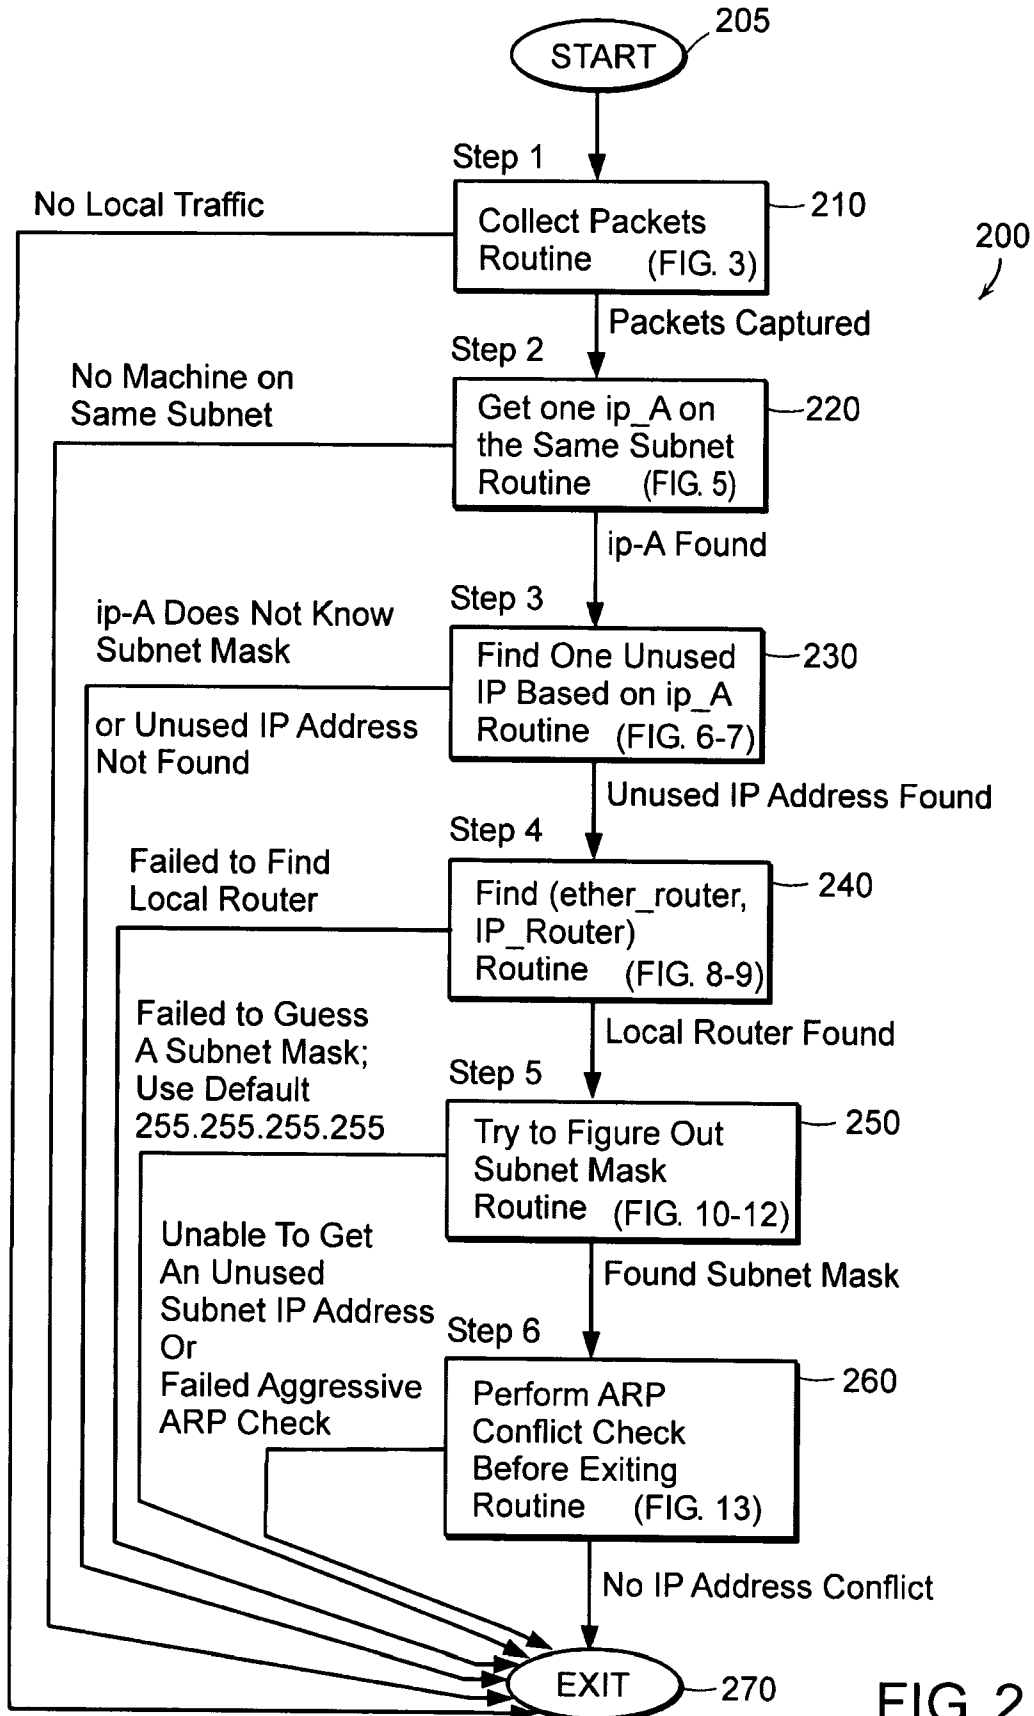 205
START
Step 1
No Local Traffic
210
Collect Packets
Routine (FIG. 3)
200
Packets Captured
Step 2
No Machine on
Same Subnet
220
Get one ip_A on
the Same Subnet
Routine (FIG. 5)
ip-A Found
Step 3
ip-A Does Not Know
Subnet Mask
or Unused IP Address
Not Found
230
Find One Unused
IP Based on ip_A
Routine (FIG. 6-7)
Unused IP Address Found
Step 4
Failed to Find
Local Router
240
Find (ether_router,
IP_Router)
Routine (FIG. 8-9)
Local Router Found
Step 5
Failed to Guess
A Subnet Mask;
Use Default
255.255.255.255
250
Try to Figure Out
Subnet Mask
Routine (FIG. 10-12)
Found Subnet Mask
Step 6
Unable To Get
An Unused
Subnet IP Address
Or
Failed Aggressive
ARP Check
260
Perform ARP
Conflict Check
Before Exiting
Routine (FIG. 13)
No IP Address Conflict
EXIT
270
FIG. 2